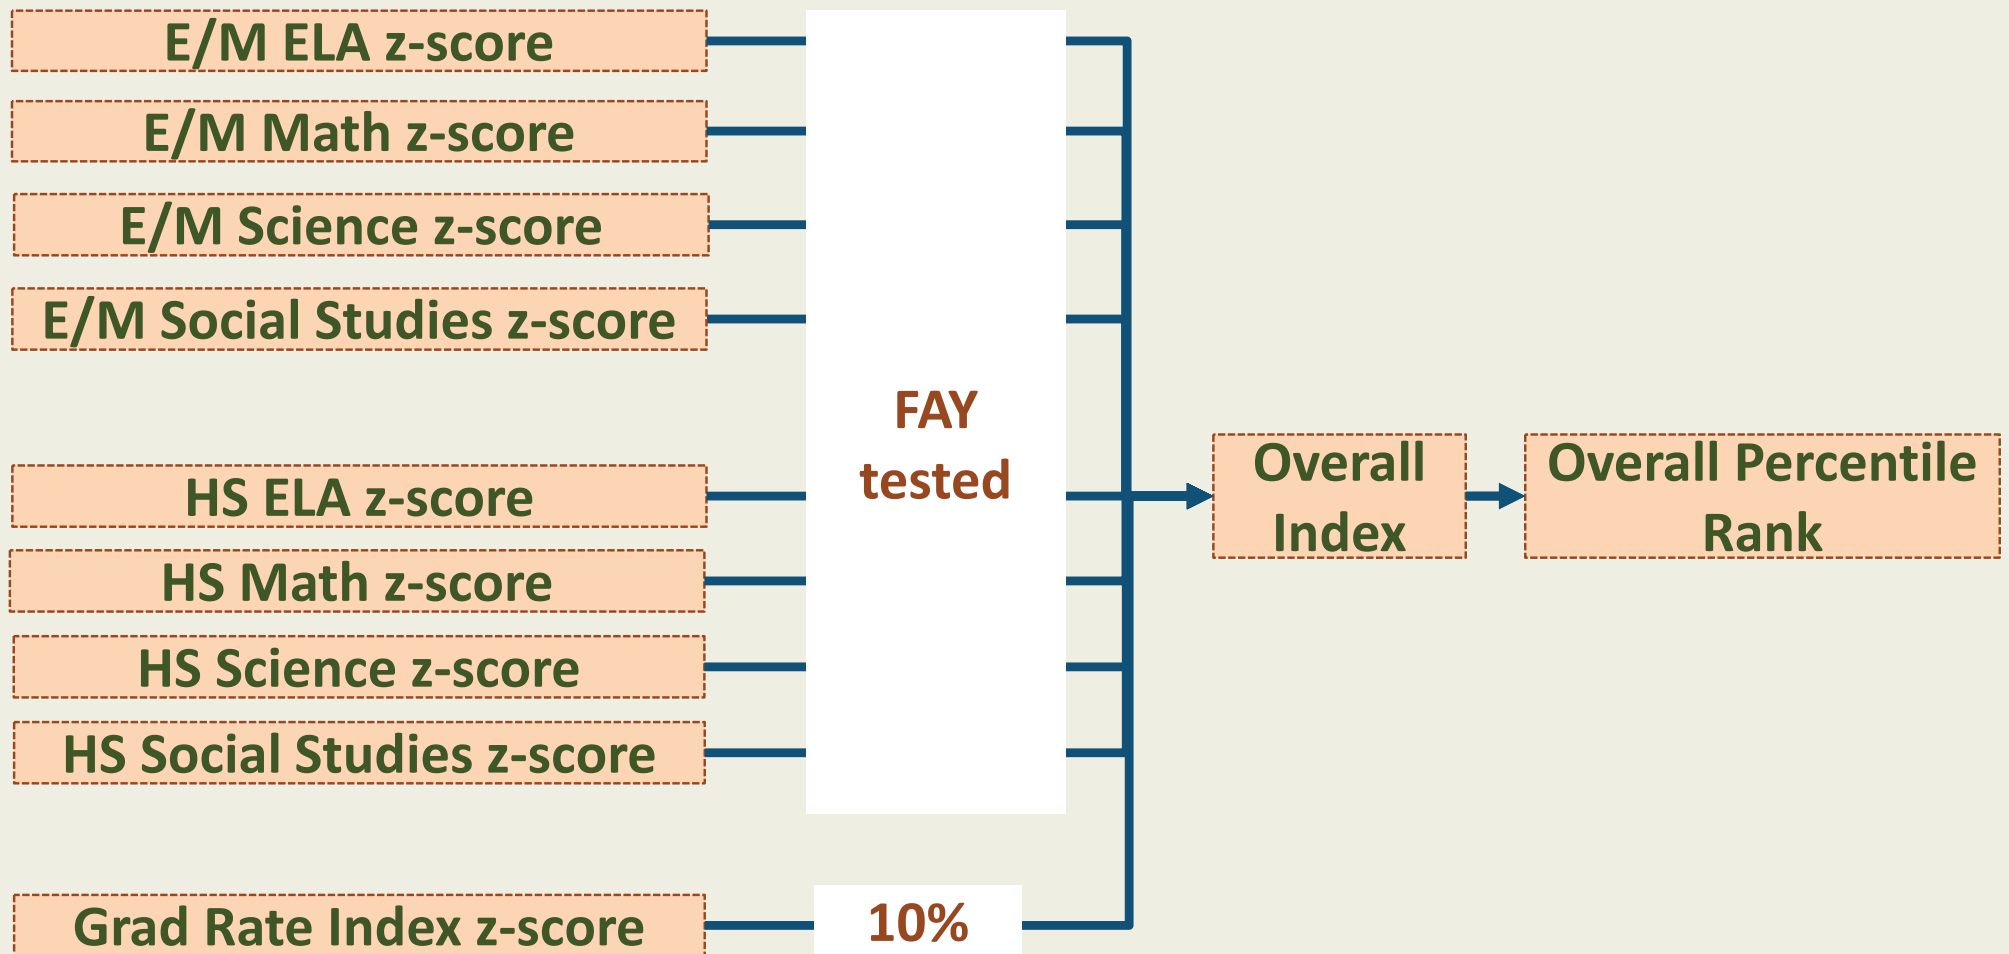 E/M ELA z-score
E/M Math z-score
E/M Science z-score
E/M Social Studies z-score
HS ELA z-score
HS Math z-score
HS Science z-score
HS Social Studies z-score
Grad Rate Index z-score
FAY
tested
10%
Overall
Index
Overall Percentile
Rank